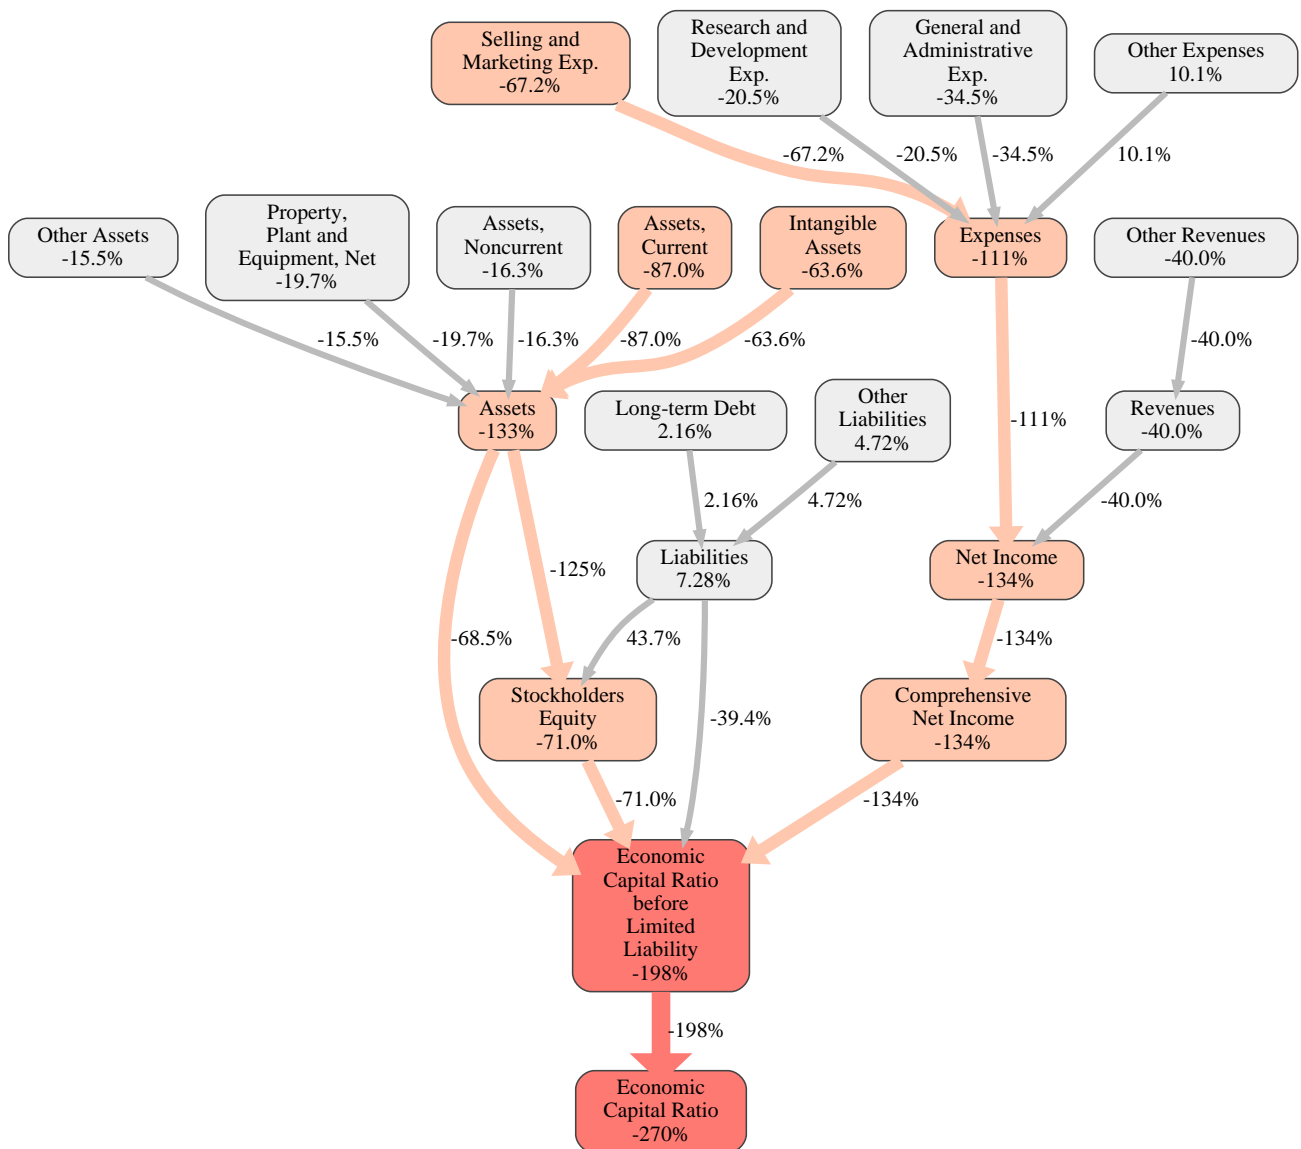 Selling and
Marketing Exp.
-67.2%
Research and
Development
Exp.
-20.5%
General and
Administrative
Exp.
-34.5%
Other Expenses
10.1%
-67.2%
-20.5%
-34.5%
10.1%
Other Assets
-15.5%
Property,
Plant and
Equipment, Net
-19.7%
Assets,
Noncurrent
-16.3%
Assets,
Current
-87.0%
Intangible
Assets
-63.6%
Expenses
-111%
Other Revenues
-40.0%
-15.5%
-19.7%
-16.3%
-87.0%
-63.6%
-40.0%
Assets
-133%
Long-term Debt
2.16%
Other
Liabilities
4.72%
-111%
Revenues
-40.0%
2.16%
4.72%
-40.0%
-125%
Liabilities
7.28%
Net Income
-134%
-68.5%
43.7%
-134%
Stockholders
Equity
-71.0%
-39.4%
Comprehensive
Net Income
-134%
-71.0%
-134%
Economic
Capital Ratio
before
Limited
Liability
-198%
-198%
Economic
Capital Ratio
-270%